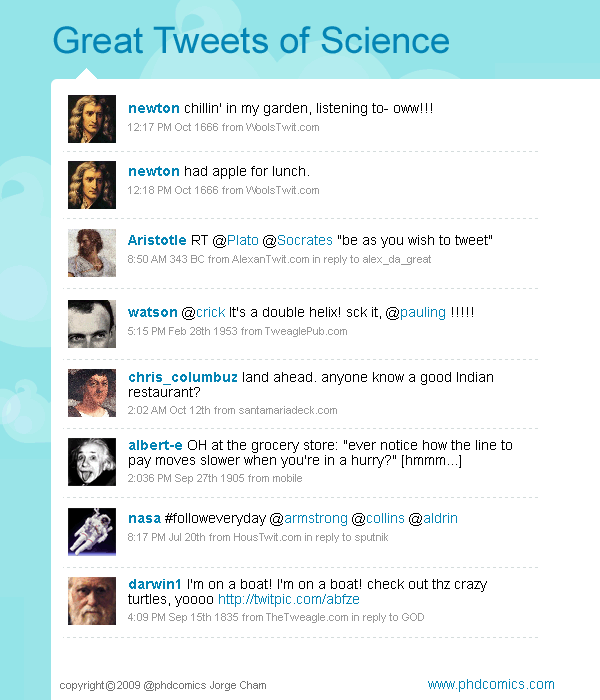 Great Tweets of Science
newton chillin' in my garden, listening to- oww!!!
12:17 PM Oct 1666 from WoolsTwit.com
newton had apple for lunch.
12:18 PM Oct 1666 from WoolsTwit.com
Aristotle RT @Plato @Socrates "be as you wish to tweet"
8:50 AM 343 BC from AlexanTwit.com in reply to alex_da_great
watson @crick It's a double helix! sck it, @pauling !!!!!
5:15 PM Feb 28th 1953 from TweaglePub.com
chris_columbuz land ahead. anyone know a good Indian
restaurant?
2:02 AM Oct 12th from santamariadeck.com
albert-e OH at the grocery store: "ever notice how the line to
pay moves slower when you're in a hurry?" [hmmm...]
2:036 PM Sep 27th 1905 from mobile
nasa #followeveryday @armstrong @collins @aldrin
8:17 PM Jul 20th from HousTwit.com in reply to sputnik
darwin1 I'm on a boat! I'm on a boat! check out thz crazy
turtles, yoooo http://twitpic.com/abfze
4:09 PM Sep 15th 1835 from TheTweagle.com in reply to GOD
copyright © 2009 @phdcomics Jorge Cham
www.phdcomics.com